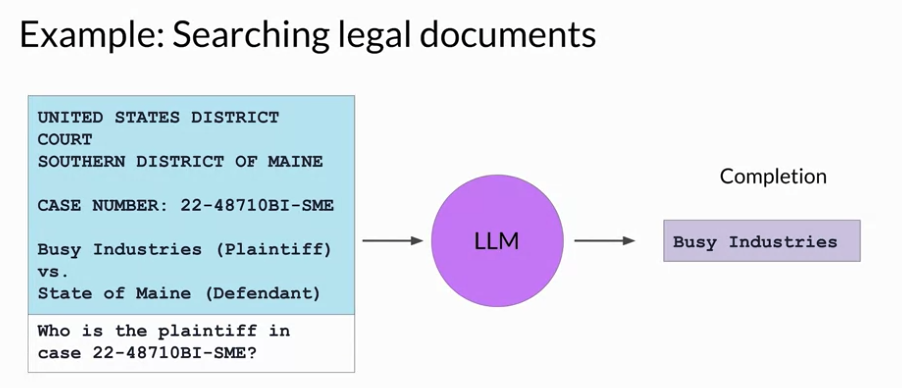 Example: Searching legal documents
UNITED STATES DISTRICT
COURT
SOUTHERN DISTRICT OF MAINE
CASE NUMBER: 22-48710BI-SME
Busy Industries (Plaintiff)
vs.
State of Maine (Defendant)
Who is the plaintiff in
case 22-48710BI-SME?
LLM
Completion
Busy Industries